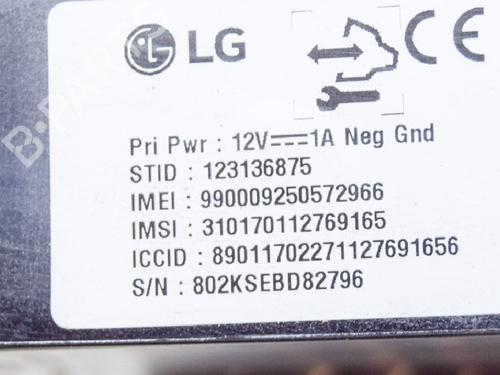 LG CE
Pri Pwr : 12V⎓1A Neg Gnd
STID : 123136875
IMEI : 990009250572966
IMSI : 310170112769165
ICCID : 89011702271127691656
S/N : 802KSEBD82796